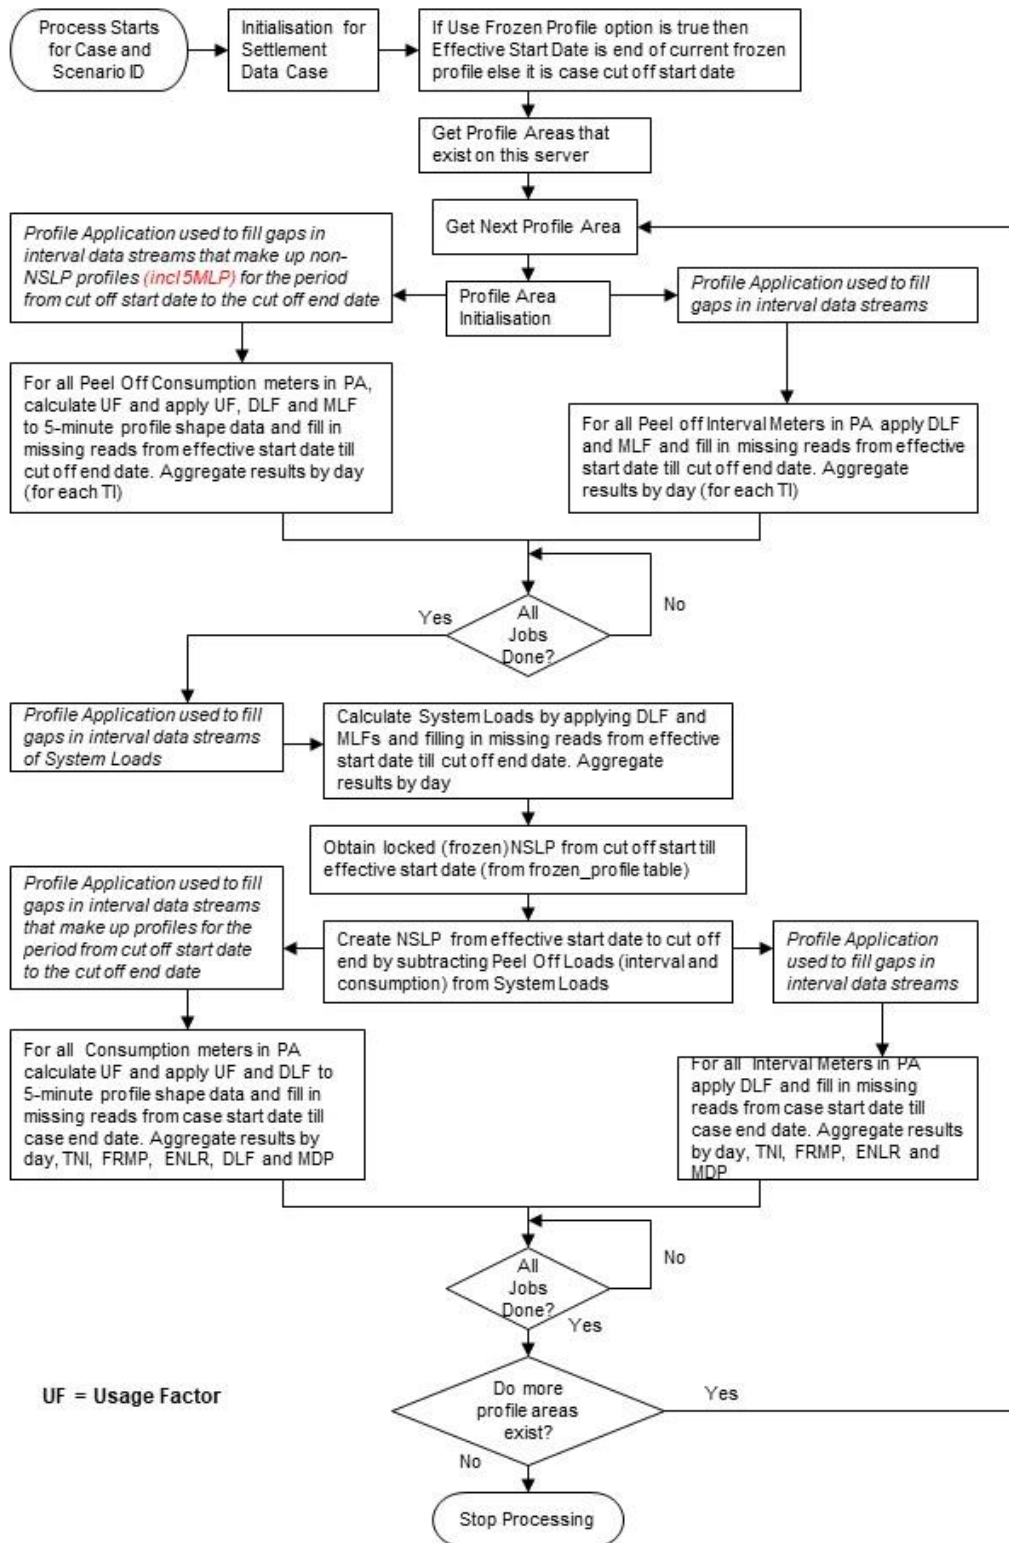 Process Starts
for Case and
Scenario ID
Initialisation for
Settlement
Data Case
If Use Frozen Profile option is true then
Effective Start Date is end of current frozen
profile else it is case cut off start date
Get Profile Areas that
exist on this server
Get Next Profile Area
Profile Application used to fill gaps in
interval data streams that make up non-
NSLP profiles (incl 5MLP) for the period
from cut off start date to the cut off end date
Profile Area
Initialisation
Profile Application used to fill
gaps in interval data streams
For all Peel Off Consumption meters in PA,
calculate UF and apply UF, DLF and MLF
to 5-minute profile shape data and fill in
missing reads from effective start date till
cut off end date. Aggregate results by day
(for each TI)
For all Peel off Interval Meters in PA apply DLF
and MLF and fill in missing reads from effective
start date till cut off end date. Aggregate
results by day (for each TI)
All
Jobs
Done?
No
Yes
Profile Application used to fill
gaps in interval data streams
of System Loads
Calculate System Loads by applying DLF and
MLFs and filling in missing reads from effective
start date till cut off end date. Aggregate
results by day
Obtain locked (frozen) NSLP from cut off start till
effective start date (from frozen_profile table)
Profile Application used to fill
gaps in interval data streams
that make up profiles for the
period from cut off start date
to the cut off end date
Create NSLP from effective start date to cut off
end by subtracting Peel Off Loads (interval and
consumption) from System Loads
Profile Application
used to fill gaps in
interval data streams
For all Consumption meters in PA
calculate UF and apply UF and DLF to
5-minute profile shape data and fill in
missing reads from case start date till
case end date. Aggregate results by
day, TNI, FRMP, ENLR, DLF and MDP
For all Interval Meters in PA
apply DLF and fill in missing
reads from case start date till
case end date. Aggregate results
by day, TNI, FRMP, ENLR and
MDP
All
Jobs
Done?
No
Yes
UF = Usage Factor
Do more
profile areas
exist?
Yes
No
Stop Processing